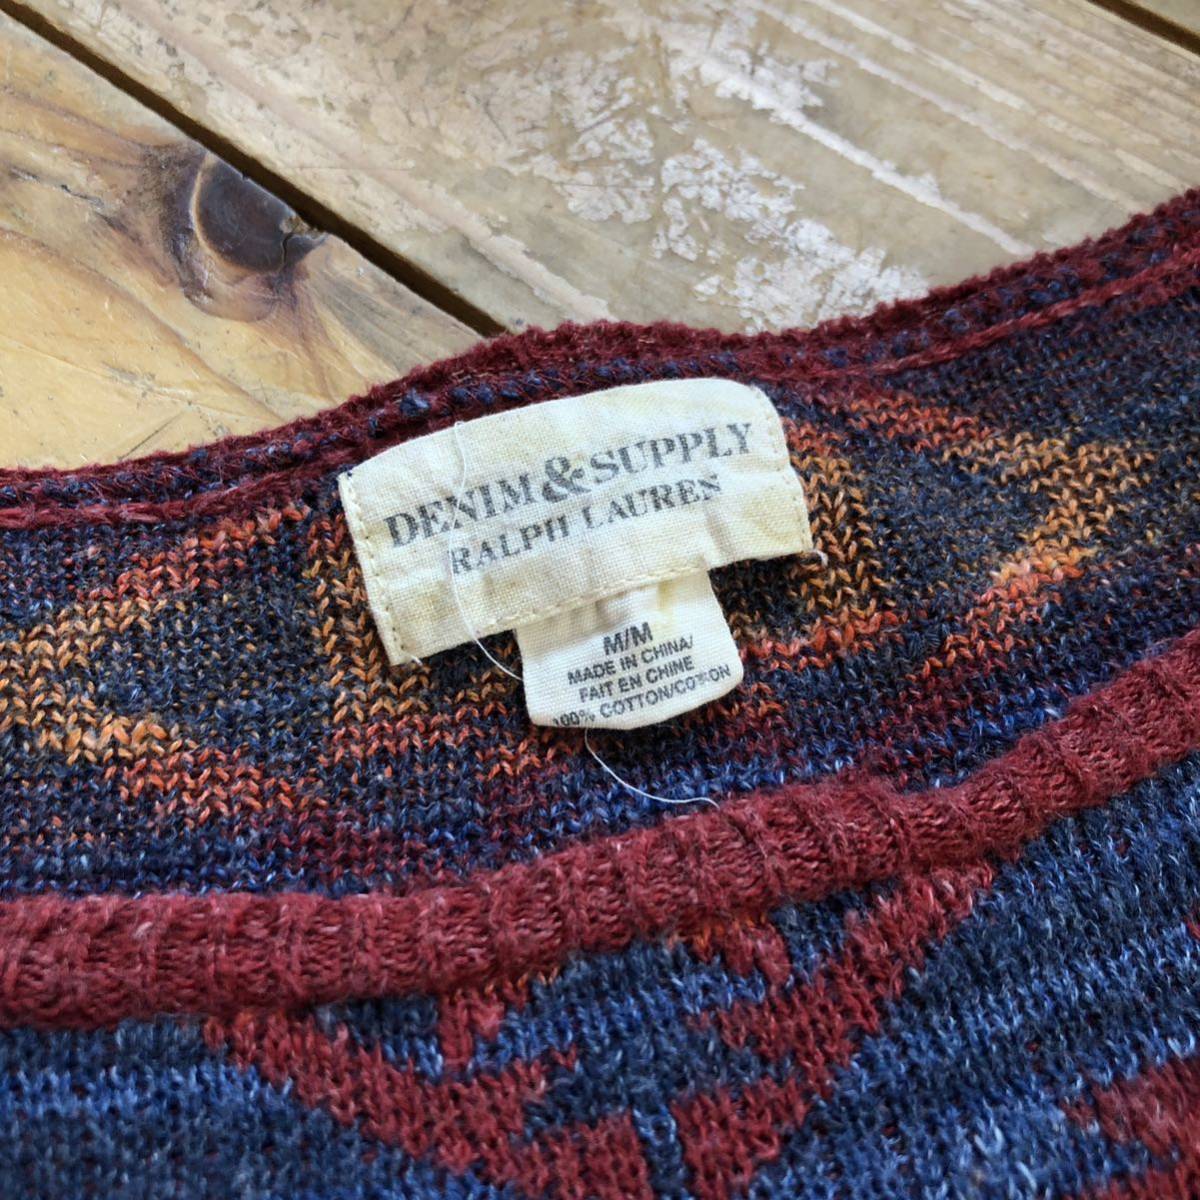 DENIM&SUPPLY
RALPH LAUREN
M/M
MADE IN CHINA/
FAIT EN CHINE
100% COTTON/COTON